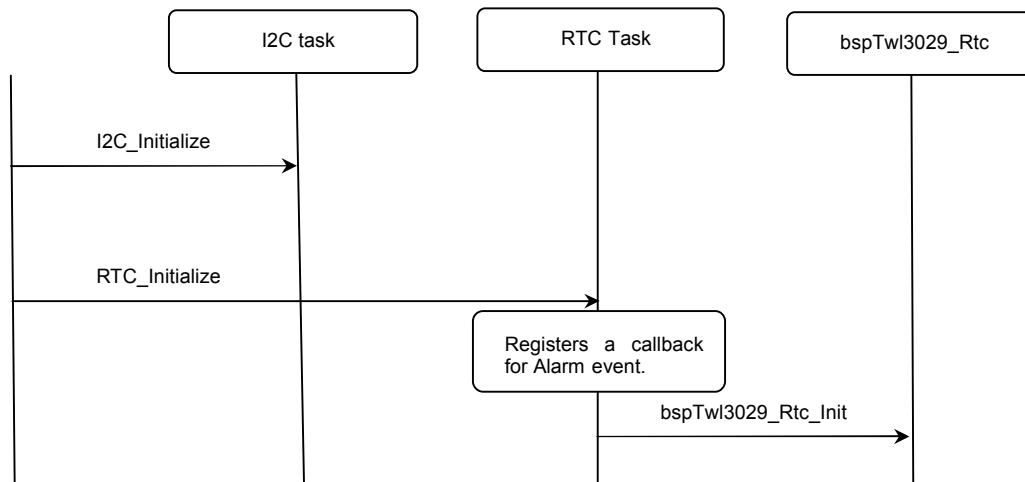 I2C task
RTC Task
bspTwl3029_Rtc
I2C_Initialize
RTC_Initialize
Registers a callback
for Alarm event.
bspTwl3029_Rtc_Init